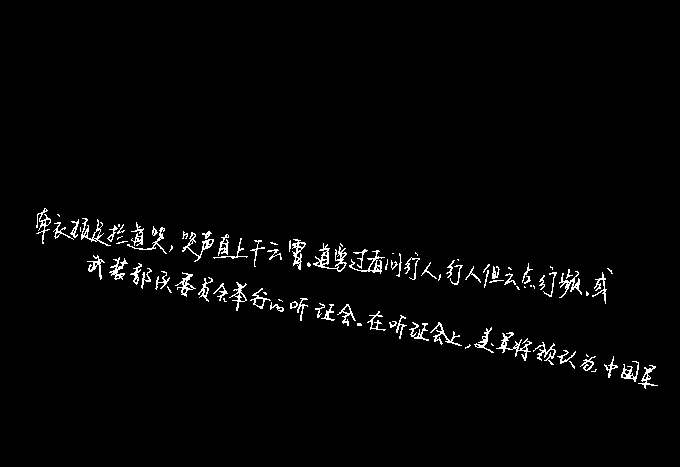 牵衣顿足拦道哭,哭声直上干云霄.道旁过者问行人,行人但云点行频.或
武装部队委员会举行的听证会.在听证会上,美军将领认为中国军